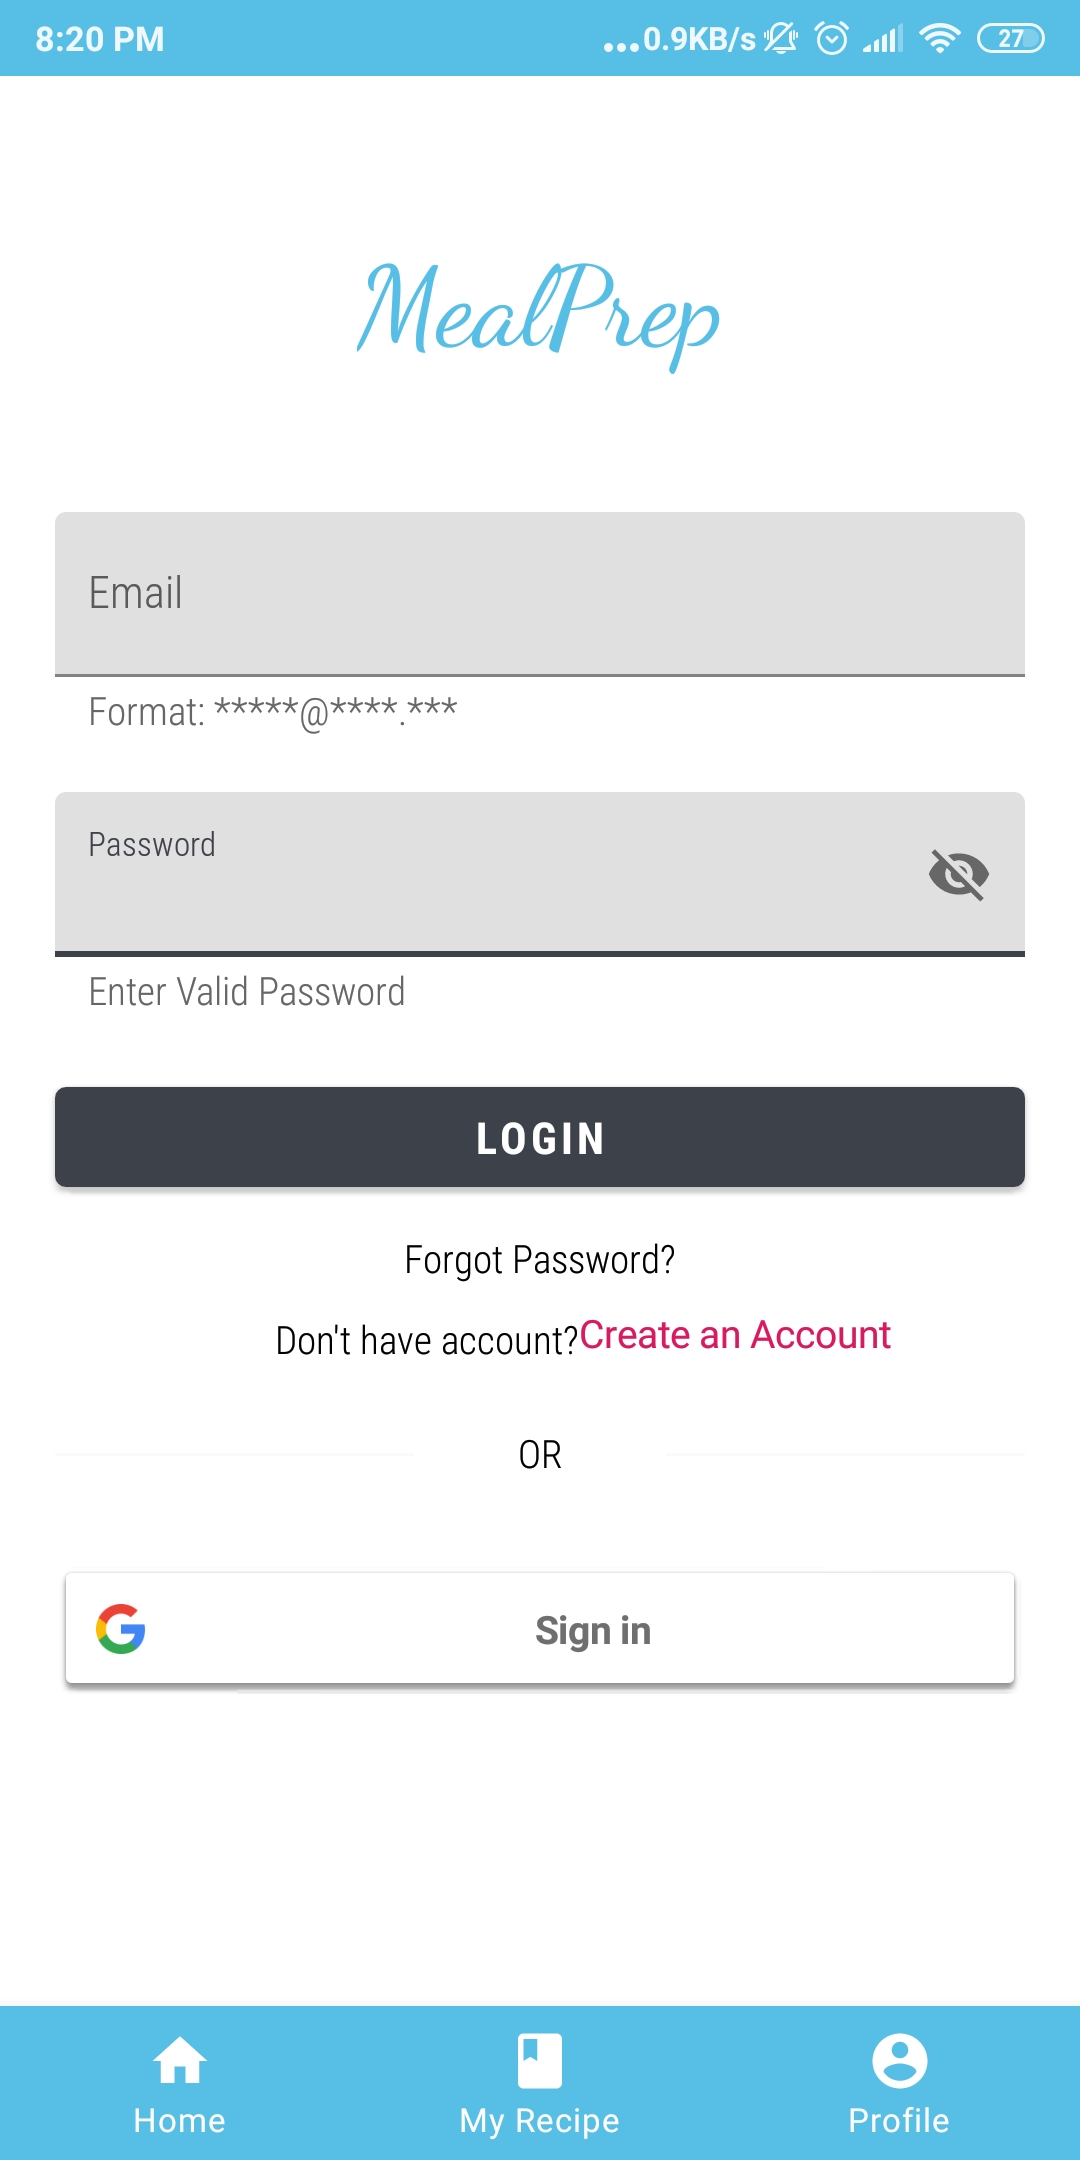 8:20 PM ...0.9KB/s 27
MealPrep
Email
Format: *****@****.***
Password
Enter Valid Password
LOGIN
Forgot Password?
Don't have account?Create an Account
OR
Sign in
Home My Recipe Profile